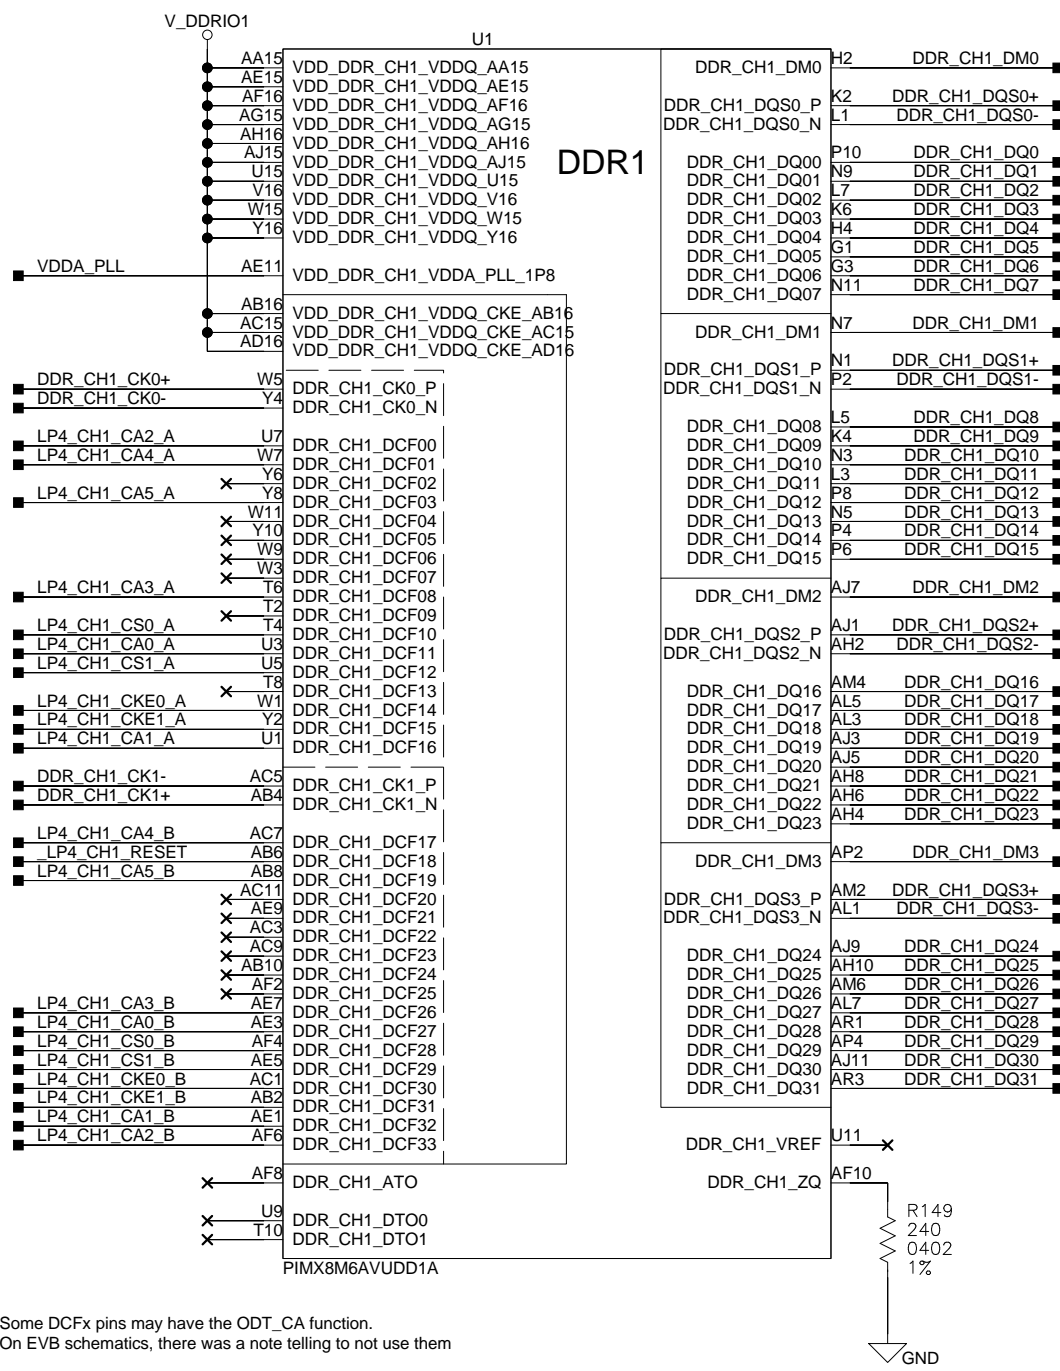 V_DDRIO1
U1
DDR1
AA15 VDD_DDR_CH1_VDDQ_AA15
AE15 VDD_DDR_CH1_VDDQ_AE15
AF16 VDD_DDR_CH1_VDDQ_AF16
AG15 VDD_DDR_CH1_VDDQ_AG15
AH16 VDD_DDR_CH1_VDDQ_AH16
AJ15 VDD_DDR_CH1_VDDQ_AJ15
U15 VDD_DDR_CH1_VDDQ_U15
V16 VDD_DDR_CH1_VDDQ_V16
W15 VDD_DDR_CH1_VDDQ_W15
Y16 VDD_DDR_CH1_VDDQ_Y16
VDDA_PLL AE11 VDD_DDR_CH1_VDDA_PLL_1P8
AB16 VDD_DDR_CH1_VDDQ_CKE_AB16
AC15 VDD_DDR_CH1_VDDQ_CKE_AC15
AD16 VDD_DDR_CH1_VDDQ_CKE_AD16
DDR_CH1_CK0+ W5 DDR_CH1_CK0_P
DDR_CH1_CK0- Y4 DDR_CH1_CK0_N
LP4_CH1_CA2_A U7 DDR_CH1_DCF00
LP4_CH1_CA4_A W7 DDR_CH1_DCF01
Y6 DDR_CH1_DCF02
LP4_CH1_CA5_A Y8 DDR_CH1_DCF03
W11 DDR_CH1_DCF04
Y10 DDR_CH1_DCF05
W9 DDR_CH1_DCF06
W3 DDR_CH1_DCF07
LP4_CH1_CA3_A T6 DDR_CH1_DCF08
T2 DDR_CH1_DCF09
LP4_CH1_CS0_A T4 DDR_CH1_DCF10
LP4_CH1_CA0_A U3 DDR_CH1_DCF11
LP4_CH1_CS1_A U5 DDR_CH1_DCF12
T8 DDR_CH1_DCF13
LP4_CH1_CKE0_A W1 DDR_CH1_DCF14
LP4_CH1_CKE1_A Y2 DDR_CH1_DCF15
LP4_CH1_CA1_A U1 DDR_CH1_DCF16
DDR_CH1_CK1- AC5 DDR_CH1_CK1_P
DDR_CH1_CK1+ AB4 DDR_CH1_CK1_N
LP4_CH1_CA4_B AC7 DDR_CH1_DCF17
_LP4_CH1_RESET AB6 DDR_CH1_DCF18
LP4_CH1_CA5_B AB8 DDR_CH1_DCF19
AC11 DDR_CH1_DCF20
AE9 DDR_CH1_DCF21
AC3 DDR_CH1_DCF22
AC9 DDR_CH1_DCF23
AB10 DDR_CH1_DCF24
AF2 DDR_CH1_DCF25
LP4_CH1_CA3_B AE7 DDR_CH1_DCF26
LP4_CH1_CA0_B AE3 DDR_CH1_DCF27
LP4_CH1_CS0_B AF4 DDR_CH1_DCF28
LP4_CH1_CS1_B AE5 DDR_CH1_DCF29
LP4_CH1_CKE0_B AC1 DDR_CH1_DCF30
LP4_CH1_CKE1_B AB2 DDR_CH1_DCF31
LP4_CH1_CA1_B AE1 DDR_CH1_DCF32
LP4_CH1_CA2_B AF6 DDR_CH1_DCF33
AF8 DDR_CH1_ATO
U9 DDR_CH1_DTO0
T10 DDR_CH1_DTO1
DDR_CH1_DM0 H2 DDR_CH1_DM0
DDR_CH1_DQS0_P K2 DDR_CH1_DQS0+
DDR_CH1_DQS0_N L1 DDR_CH1_DQS0-
DDR_CH1_DQ00 P10 DDR_CH1_DQ0
DDR_CH1_DQ01 N9 DDR_CH1_DQ1
DDR_CH1_DQ02 L7 DDR_CH1_DQ2
DDR_CH1_DQ03 K6 DDR_CH1_DQ3
DDR_CH1_DQ04 H4 DDR_CH1_DQ4
DDR_CH1_DQ05 G1 DDR_CH1_DQ5
DDR_CH1_DQ06 G3 DDR_CH1_DQ6
DDR_CH1_DQ07 N11 DDR_CH1_DQ7
DDR_CH1_DM1 N7 DDR_CH1_DM1
DDR_CH1_DQS1_P N1 DDR_CH1_DQS1+
DDR_CH1_DQS1_N P2 DDR_CH1_DQS1-
DDR_CH1_DQ08 L5 DDR_CH1_DQ8
DDR_CH1_DQ09 K4 DDR_CH1_DQ9
DDR_CH1_DQ10 N3 DDR_CH1_DQ10
DDR_CH1_DQ11 L3 DDR_CH1_DQ11
DDR_CH1_DQ12 P8 DDR_CH1_DQ12
DDR_CH1_DQ13 N5 DDR_CH1_DQ13
DDR_CH1_DQ14 P4 DDR_CH1_DQ14
DDR_CH1_DQ15 P6 DDR_CH1_DQ15
DDR_CH1_DM2 AJ7 DDR_CH1_DM2
DDR_CH1_DQS2_P AJ1 DDR_CH1_DQS2+
DDR_CH1_DQS2_N AH2 DDR_CH1_DQS2-
DDR_CH1_DQ16 AM4 DDR_CH1_DQ16
DDR_CH1_DQ17 AL5 DDR_CH1_DQ17
DDR_CH1_DQ18 AL3 DDR_CH1_DQ18
DDR_CH1_DQ19 AJ3 DDR_CH1_DQ19
DDR_CH1_DQ20 AJ5 DDR_CH1_DQ20
DDR_CH1_DQ21 AH8 DDR_CH1_DQ21
DDR_CH1_DQ22 AH6 DDR_CH1_DQ22
DDR_CH1_DQ23 AH4 DDR_CH1_DQ23
DDR_CH1_DM3 AP2 DDR_CH1_DM3
DDR_CH1_DQS3_P AM2 DDR_CH1_DQS3+
DDR_CH1_DQS3_N AL1 DDR_CH1_DQS3-
DDR_CH1_DQ24 AJ9 DDR_CH1_DQ24
DDR_CH1_DQ25 AH10 DDR_CH1_DQ25
DDR_CH1_DQ26 AM6 DDR_CH1_DQ26
DDR_CH1_DQ27 AL7 DDR_CH1_DQ27
DDR_CH1_DQ28 AR1 DDR_CH1_DQ28
DDR_CH1_DQ29 AP4 DDR_CH1_DQ29
DDR_CH1_DQ30 AJ11 DDR_CH1_DQ30
DDR_CH1_DQ31 AR3 DDR_CH1_DQ31
DDR_CH1_VREF U11
DDR_CH1_ZQ AF10
R149
240
0402
1%
GND
PIMX8M6AVUDD1A
Some DCFx pins may have the ODT_CA function.
On EVB schematics, there was a note telling to not use them